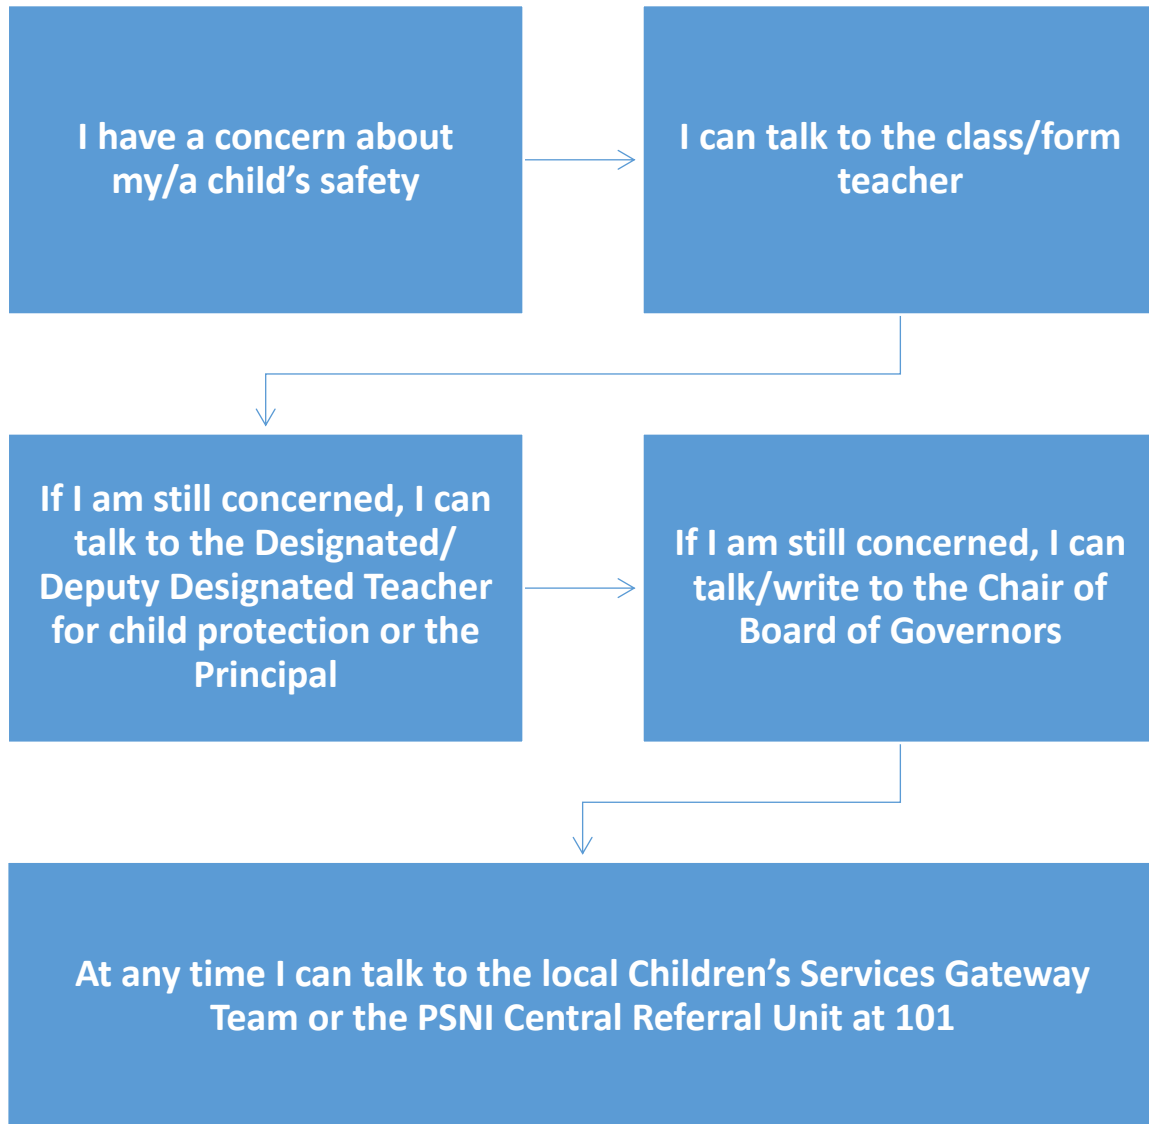 I have a concern about
my/a child’s safety
I can talk to the class/form
teacher
If I am still concerned, I can
talk to the Designated/
Deputy Designated Teacher
for child protection or the
Principal
If I am still concerned, I can
talk/write to the Chair of
Board of Governors
At any time I can talk to the local Children’s Services Gateway
Team or the PSNI Central Referral Unit at 101